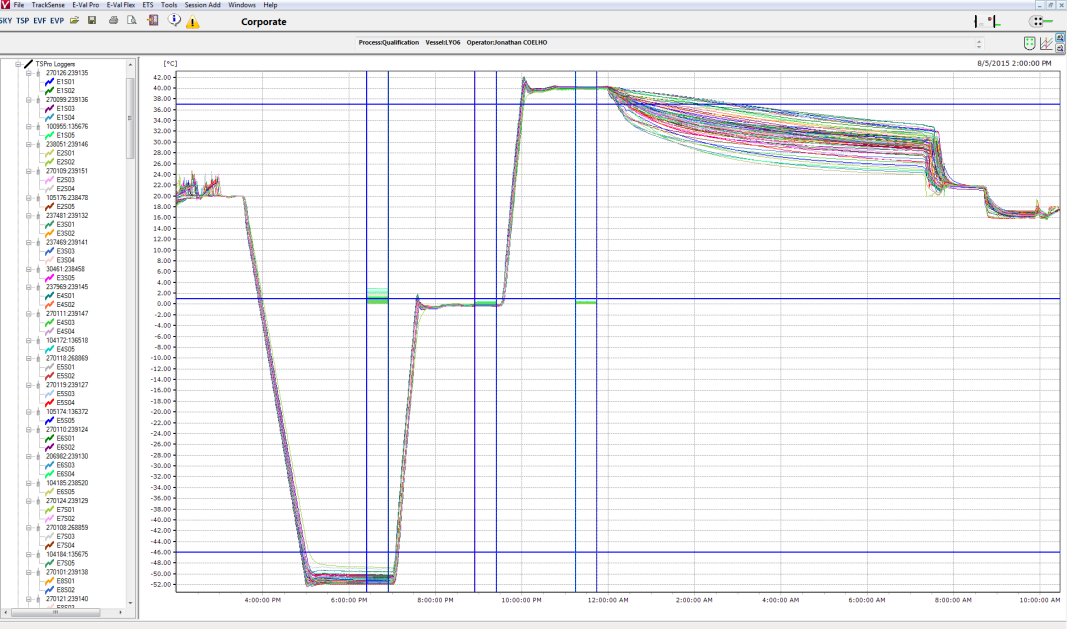 File TrackSense E-Val Pro E-Val Flex ETS Tools Session Add Windows Help
SKY TSP EVF EVP
Corporate
Process:Qualification Vessel:LYO6 Operator:Jonathan COELHO
8/5/2015 2:00:00 PM
[°C]
TSPro Loggers
270126:239135
E1S01
E1S02
270099:239136
E1S03
E1S04
100955:135676
E1S05
238051:239146
E2S01
E2S02
270109:239151
E2S03
E2S04
105176:238478
E2S05
237481:239132
E3S01
E3S02
237469:239141
E3S03
E3S04
30461:238458
E3S05
237969:239145
E4S01
E4S02
270111:239147
E4S03
E4S04
104172:136518
E4S05
270118:268869
E5S01
E5S02
270119:239127
E5S03
E5S04
105174:136372
E5S05
270110:239124
E6S01
E6S02
206982:239130
E6S03
E6S04
104185:238520
E6S05
270124:239129
E7S01
E7S02
270108:268859
E7S03
E7S04
104184:135675
E7S05
270101:239138
E8S01
E8S02
270121:239140
E8S03
42.00
40.00
38.00
36.00
34.00
32.00
30.00
28.00
26.00
24.00
22.00
20.00
18.00
16.00
14.00
12.00
10.00
8.00
6.00
4.00
2.00
0.00
-2.00
-4.00
-6.00
-8.00
-10.00
-12.00
-14.00
-16.00
-18.00
-20.00
-22.00
-24.00
-26.00
-28.00
-30.00
-32.00
-34.00
-36.00
-38.00
-40.00
-42.00
-44.00
-46.00
-48.00
-50.00
-52.00
4:00:00 PM 6:00:00 PM 8:00:00 PM 10:00:00 PM 12:00:00 AM 2:00:00 AM 4:00:00 AM 6:00:00 AM 8:00:00 AM 10:00:00 AM